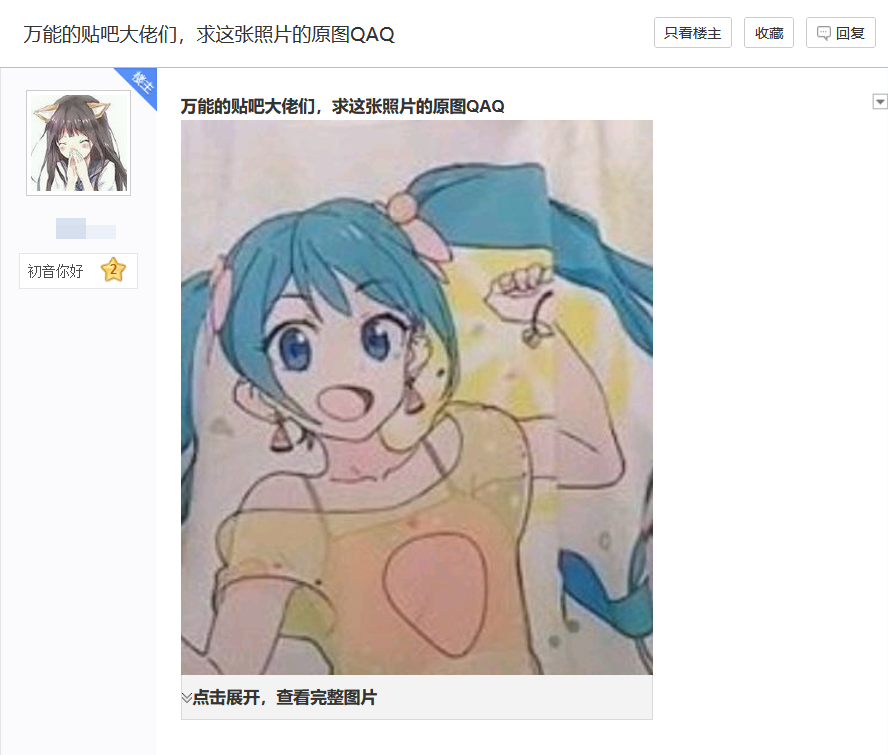 万能的贴吧大佬们，求这张照片的原图QAQ
只看楼主
收藏
回复
楼主
万能的贴吧大佬们，求这张照片的原图QAQ
初音你好 2
点击展开，查看完整图片